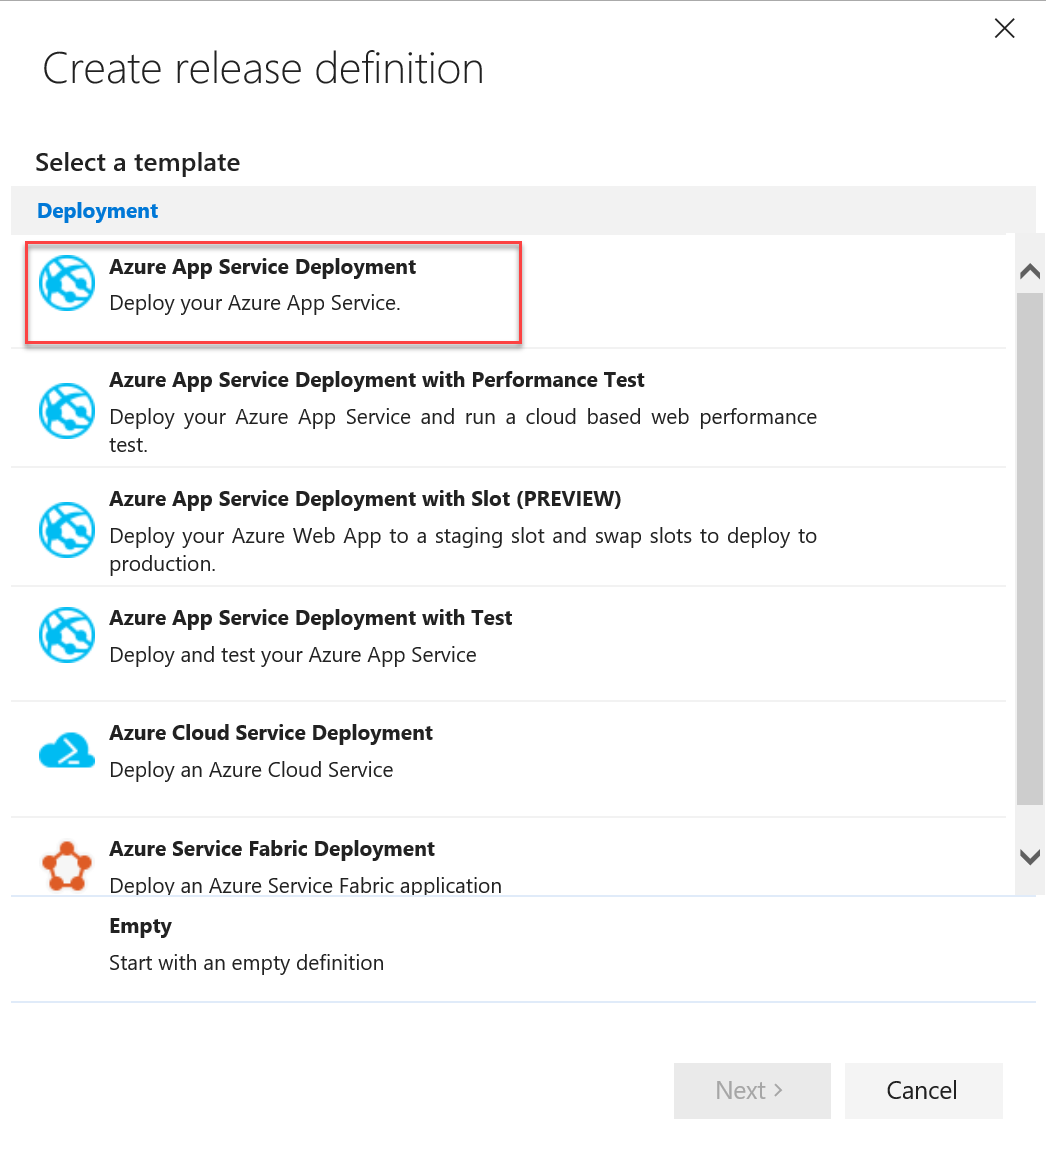 Create release definition
Select a template
Deployment
Azure App Service Deployment
Deploy your Azure App Service.
Azure App Service Deployment with Performance Test
Deploy your Azure App Service and run a cloud based web performance
test.
Azure App Service Deployment with Slot (PREVIEW)
Deploy your Azure Web App to a staging slot and swap slots to deploy to
production.
Azure App Service Deployment with Test
Deploy and test your Azure App Service
Azure Cloud Service Deployment
Deploy an Azure Cloud Service
Azure Service Fabric Deployment
Deploy an Azure Service Fabric application
Empty
Start with an empty definition
Next >
Cancel